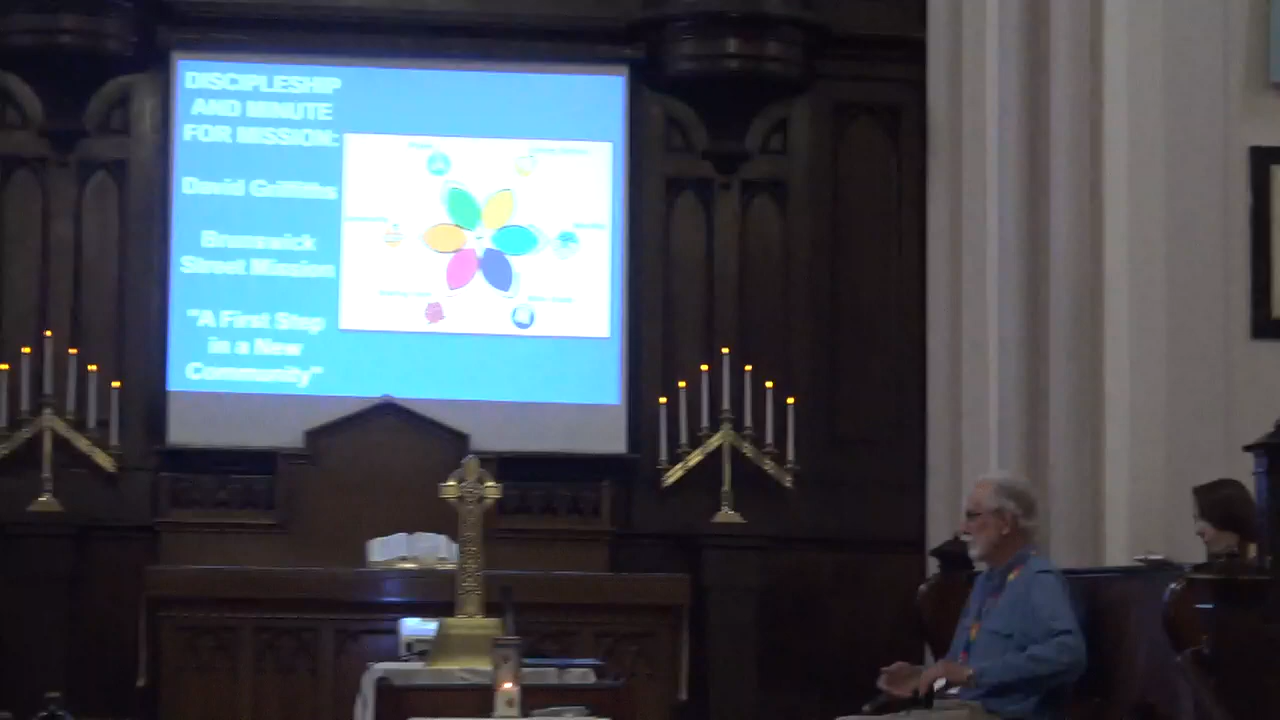 DISCIPLESHIP
AND MINUTE
FOR MISSION:
David Griffiths
Brunswick
Street Mission
"A First Step
in a New
Community"